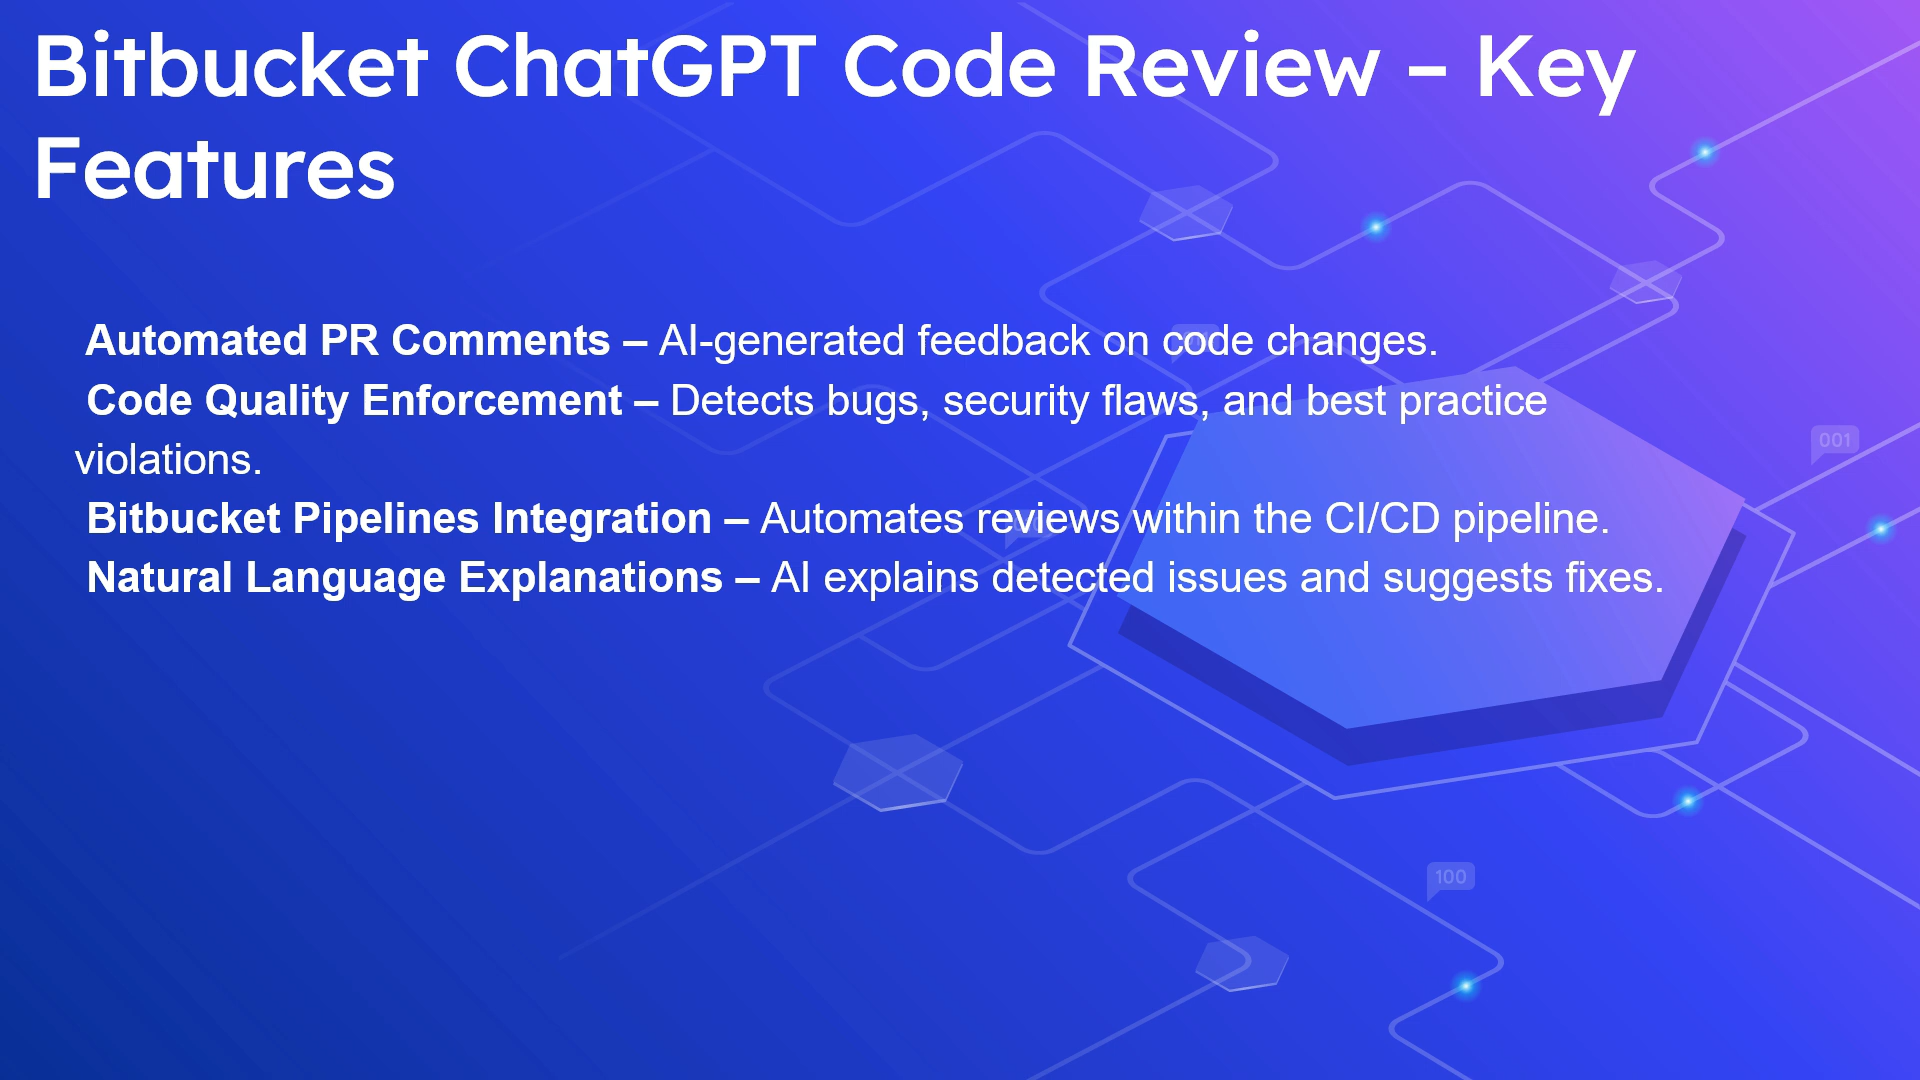 Bitbucket ChatGPT Code Review – Key
Features
Automated PR Comments – AI-generated feedback on code changes.
Code Quality Enforcement – Detects bugs, security flaws, and best practice
violations.
Bitbucket Pipelines Integration – Automates reviews within the CI/CD pipeline.
Natural Language Explanations – AI explains detected issues and suggests fixes.
001
100